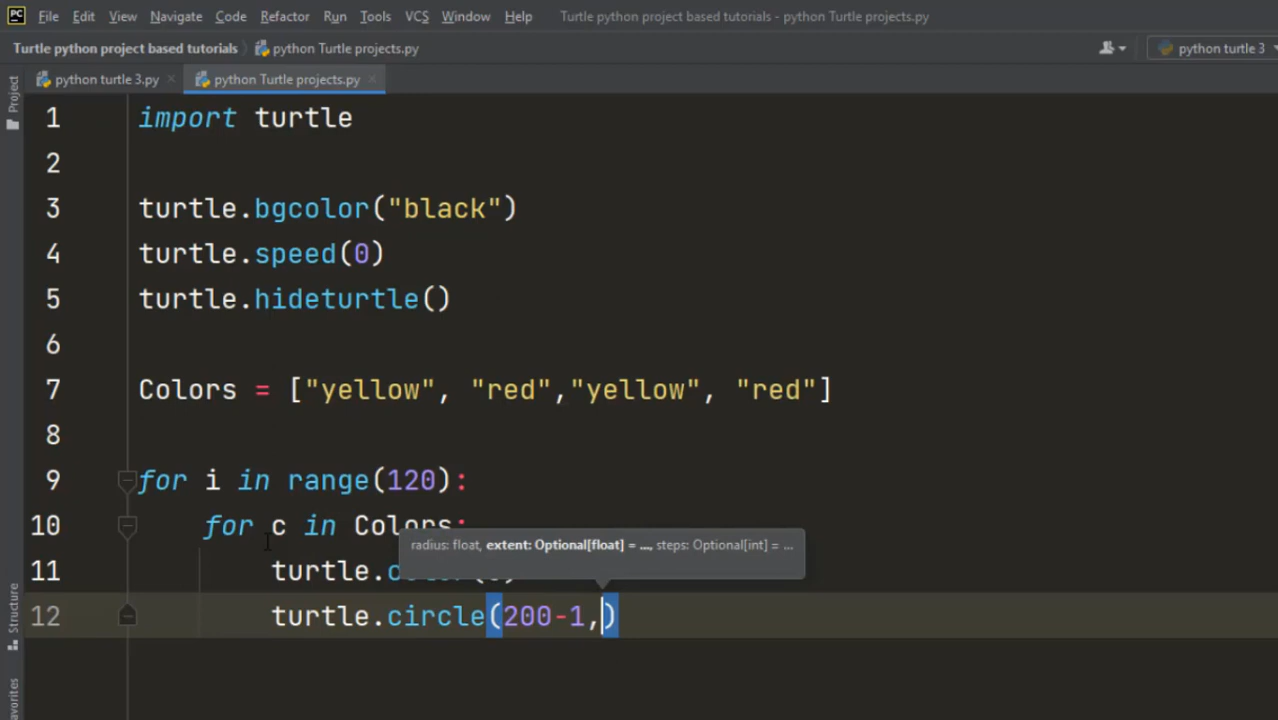 PC File Edit View Navigate Code Refactor Run Tools VCS Window Help Turtle python project based tutorials - python Turtle projects.py
Turtle python project based tutorials python Turtle projects.py python turtle 3
Project python turtle 3.py python Turtle projects.py
1 import turtle
2
3 turtle.bgcolor("black")
4 turtle.speed(0)
5 turtle.hideturtle()
6
7 Colors = ["yellow", "red","yellow", "red"]
8
9 for i in range(120):
10 for c in Colors:
radius: float, extent: Optional[float] = ..., steps: Optional[int] = ...
11 turtle.
12 turtle.circle(200-1,)
Structure